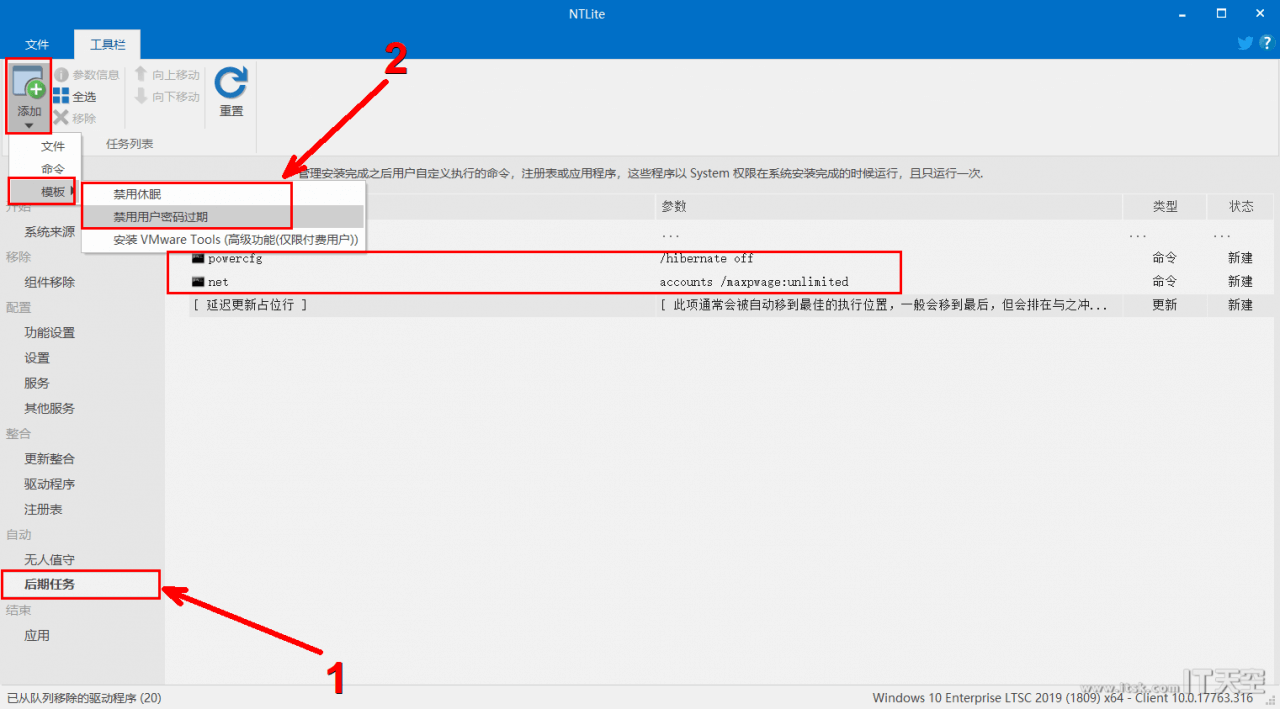 NTLite
文件
工具栏
2
添加
参数信息
全选
移除
向上移动
向下移动
重置
任务列表
文件
命令
模板
禁用休眠
禁用用户密码过期
安装 VMware Tools (高级功能(仅限付费用户))
管理安装完成之后用户自定义执行的命令，注册表或应用程序，这些程序以 System 权限在系统安装完成的时候运行，且只运行一次.
参数
类型
状态
...
...
...
powercfg
/hibernate off
命令
新建
net
accounts /maxpwage:unlimited
命令
新建
[ 延迟更新占位行 ]
[ 此项通常会被自动移到最佳的执行位置，一般会移到最后，但会排在与之冲...
更新
新建
开始
系统来源
移除
组件移除
配置
功能设置
设置
服务
其他服务
整合
更新整合
驱动程序
注册表
自动
无人值守
后期任务
结束
应用
1
已从队列移除的驱动程序 (20)
Windows 10 Enterprise LTSC 2019 (1809) x64 - Client 10.0.17763.316
www.itsk.com
IT天空